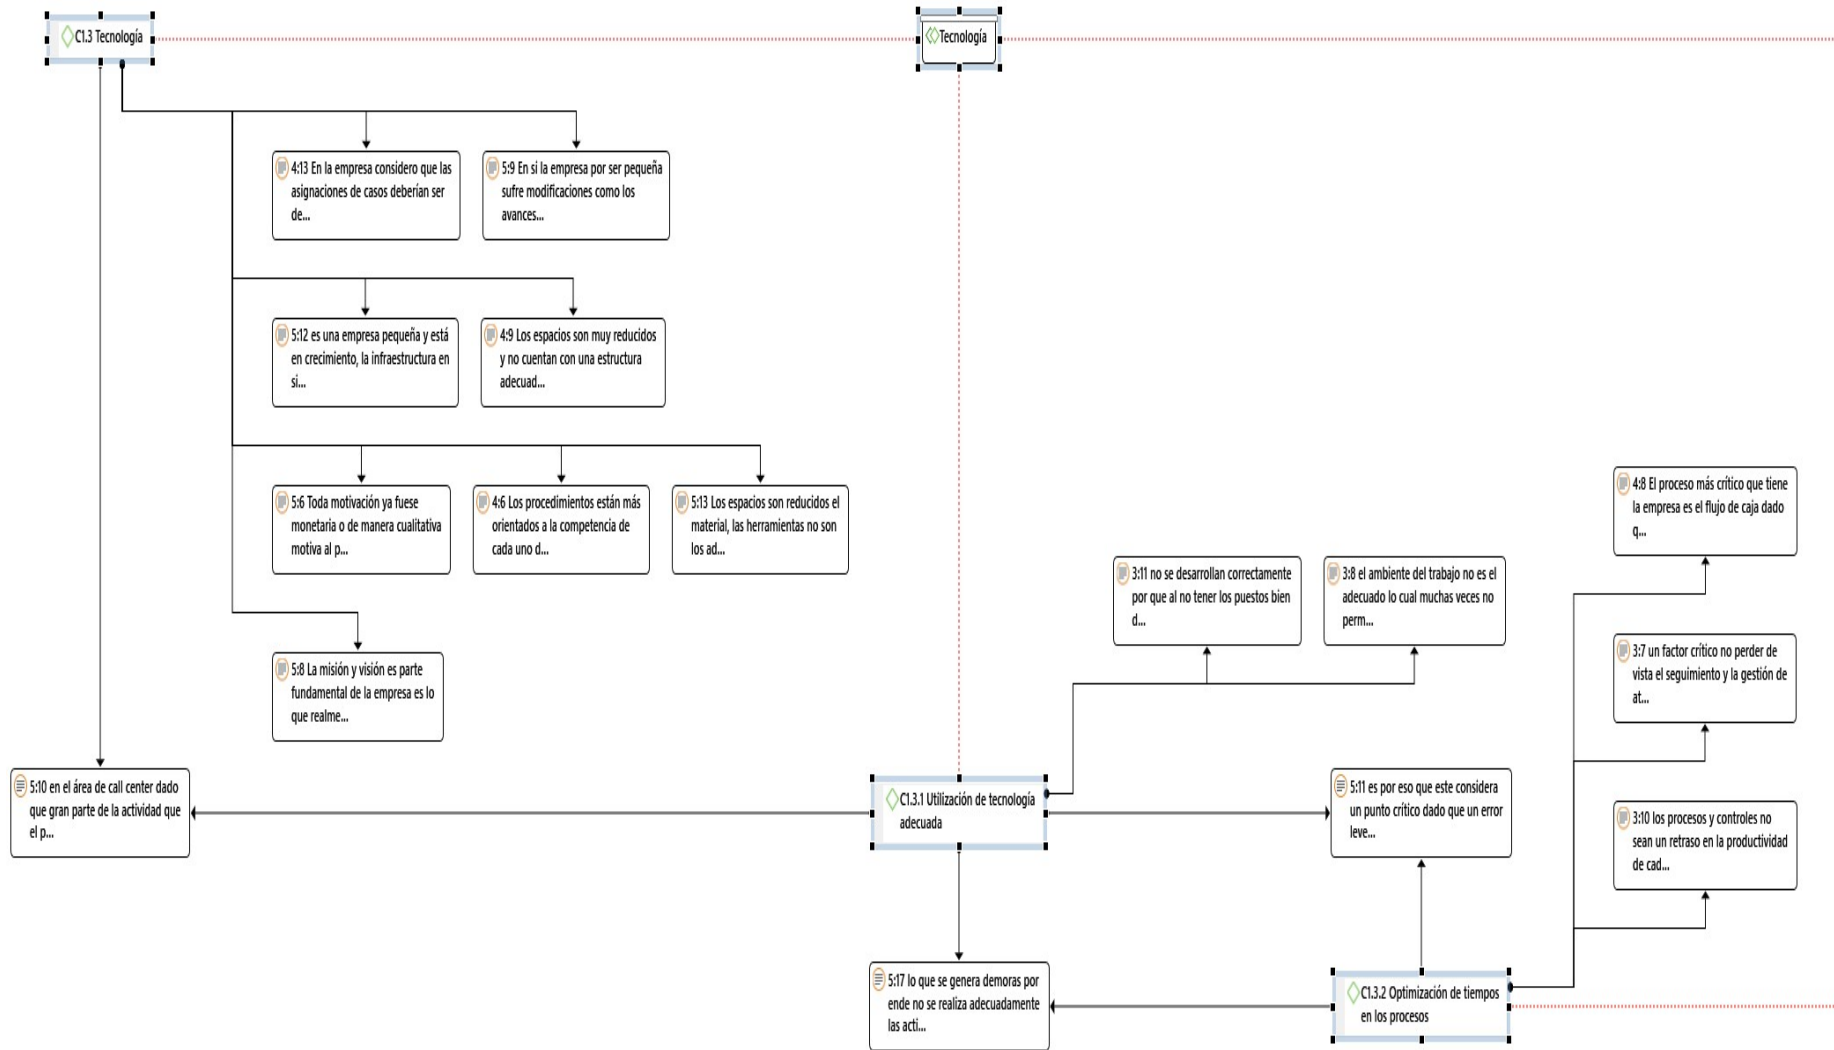 C1.3 Tecnología
Tecnología
4:13 En la empresa considero que las
asignaciones de casos deberían ser
de...
5:9 En si la empresa por ser pequeña
sufre modificaciones como los
avances...
5:12 es una empresa pequeña y está
en crecimiento, la infraestructura en
si...
4:9 Los espacios son muy reducidos
y no cuentan con una estructura
adecuad...
5:6 Toda motivación ya fuese
monetaria o de manera cualitativa
motiva al p...
4:6 Los procedimientos están más
orientados a la competencia de
cada uno d...
5:13 Los espacios son reducidos el
material, las herramientas no son
los ad...
4:8 El proceso más crítico que tiene
la empresa es el flujo de caja dado
q...
3:11 no se desarrollan correctamente
por que al no tener los puestos bien
d...
3:8 el ambiente del trabajo no es el
adecuado lo cual muchas veces no
perm...
3:7 un factor crítico no perder de
vista el seguimiento y la gestión de
at...
5:8 La misión y visión es parte
fundamental de la empresa es lo
que realme...
5:10 en el área de call center dado
que gran parte de la actividad que
el p...
C1.3.1 Utilización de tecnología
adecuada
5:11 es por eso que este considera
un punto crítico dado que un error
leve...
3:10 los procesos y controles no
sean un retraso en la productividad
de cad...
5:17 lo que se genera demoras por
ende no se realiza adecuadamente
las acti...
C1.3.2 Optimización de tiempos
en los procesos